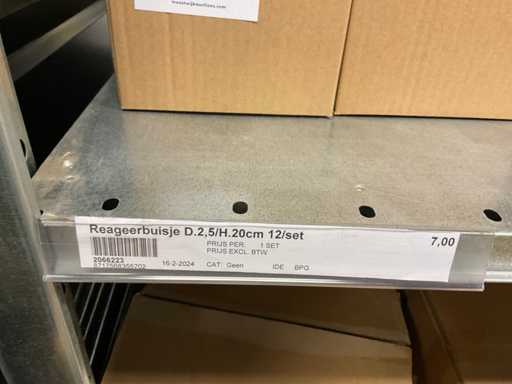 Reageerbuisje D.2,5/H.20cm 12/set
7,00
PRIJS PER: 1 SET
PRIJS EXCL. BTW
2066223
16-2-2024 CAT: Geen IDE BPG